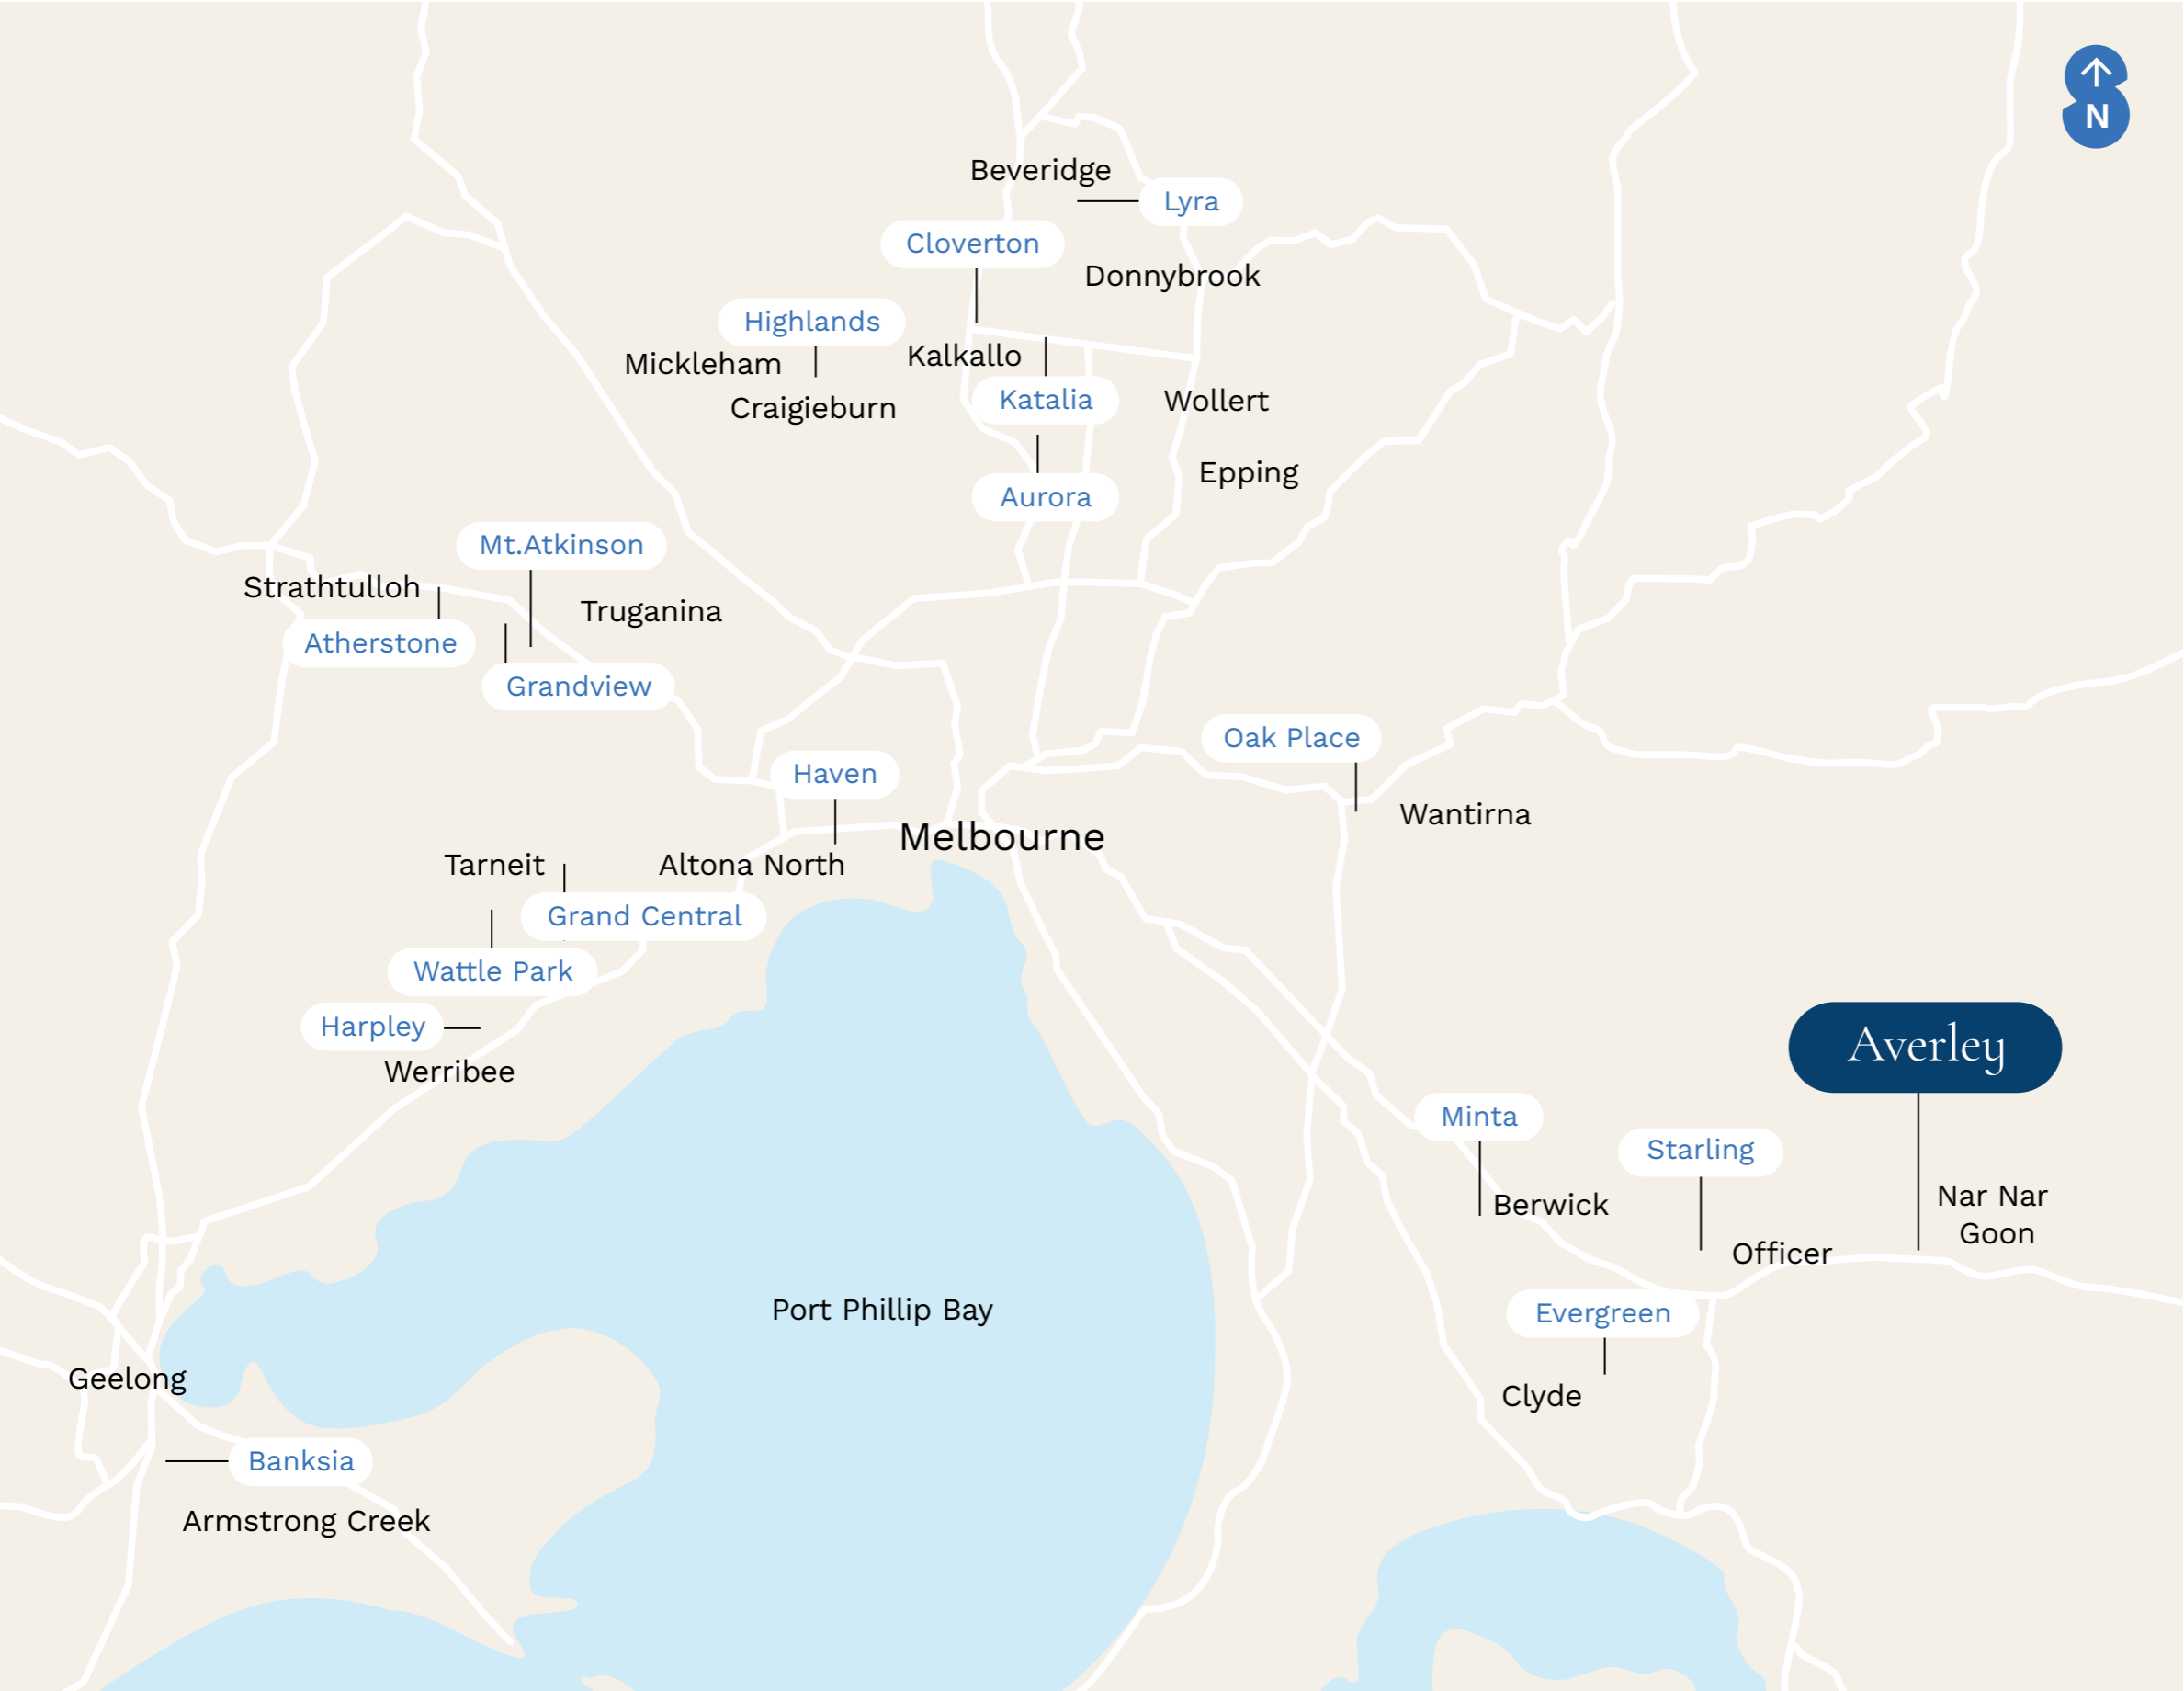 N
Beveridge
Lyra
Cloverton
Donnybrook
Highlands
Kalkallo
Mickleham
Katalia
Wollert
Craigieburn
Epping
Aurora
Mt.Atkinson
Strathtulloh
Truganina
Atherstone
Grandview
Oak Place
Haven
Wantirna
Melbourne
Tarneit
Altona North
Grand Central
Wattle Park
Harpley
Averley
Werribee
Minta
Starling
Nar Nar
Goon
Berwick
Officer
Port Phillip Bay
Evergreen
Geelong
Clyde
Banksia
Armstrong Creek